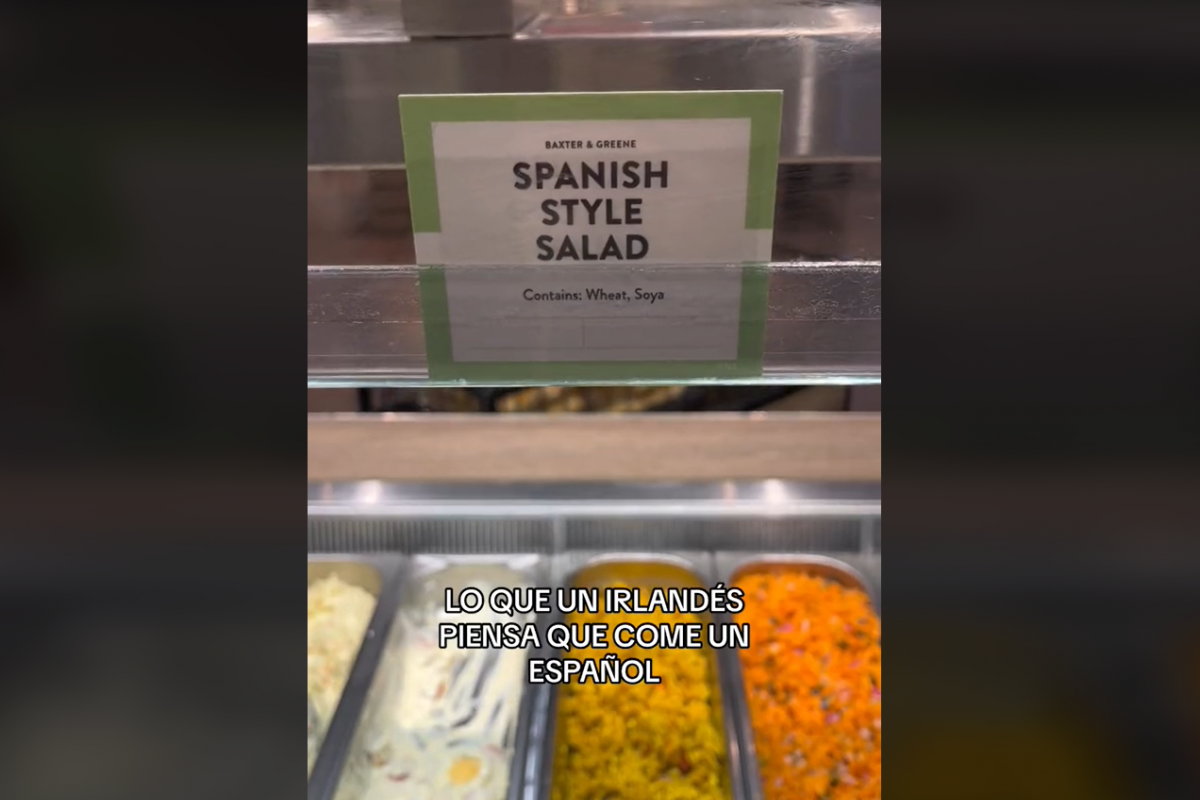 BAXTER & GREENE
SPANISH
STYLE
SALAD
Contains: Wheat, Soya
LO QUE UN IRLANDÉS
PIENSA QUE COME UN
ESPAÑOL